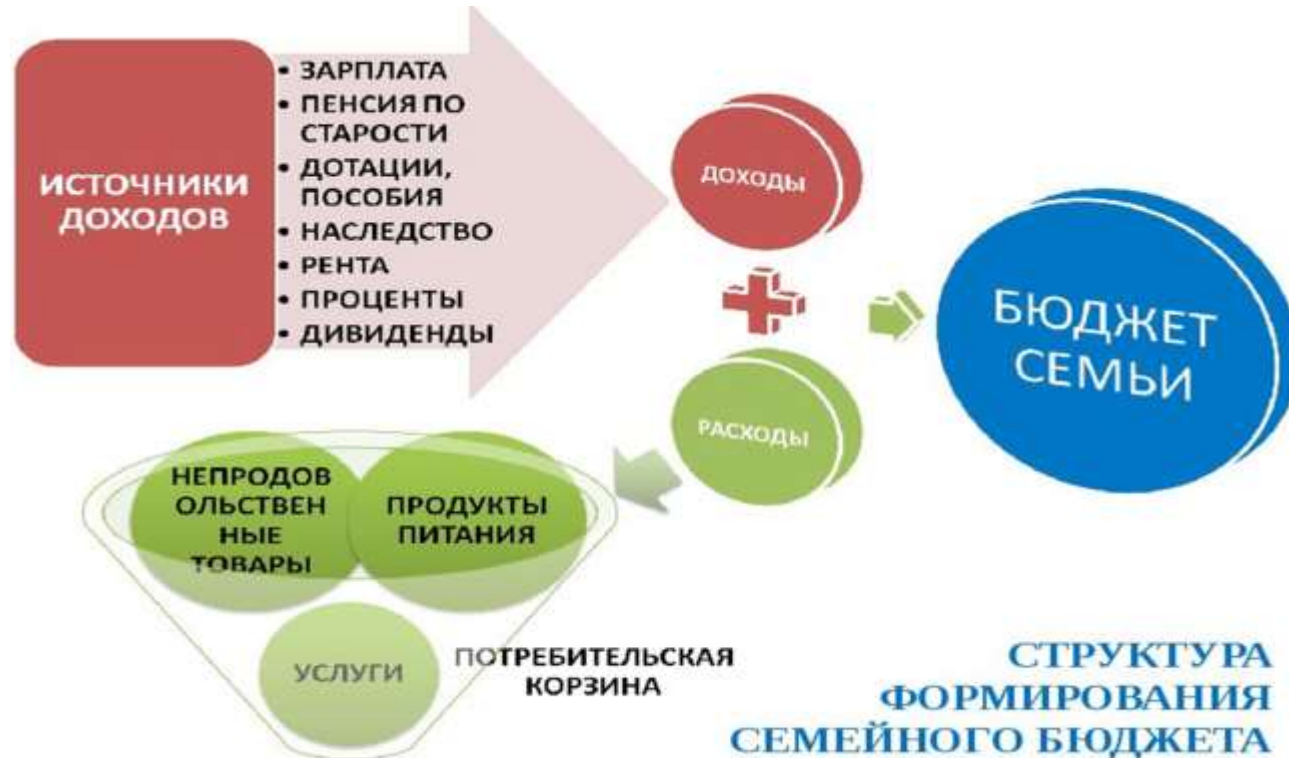 ИСТОЧНИКИ
ДОХОДОВ
• ЗАРПЛАТА
• ПЕНСИЯ ПО
СТАРОСТИ
• ДОТАЦИИ,
ПОСОБИЯ
• НАСЛЕДСТВО
• РЕНТА
• ПРОЦЕНТЫ
• ДИВИДЕНДЫ
ДОХОДЫ
РАСХОДЫ
БЮДЖЕТ
СЕМЬИ
НЕПРОДОВ
ОЛЬСТВЕН
НЫЕ
ТОВАРЫ
ПРОДУКТЫ
ПИТАНИЯ
УСЛУГИ
ПОТРЕБИТЕЛЬСКАЯ
КОРЗИНА
СТРУКТУРА
ФОРМИРОВАНИЯ
СЕМЕЙНОГО БЮДЖЕТА